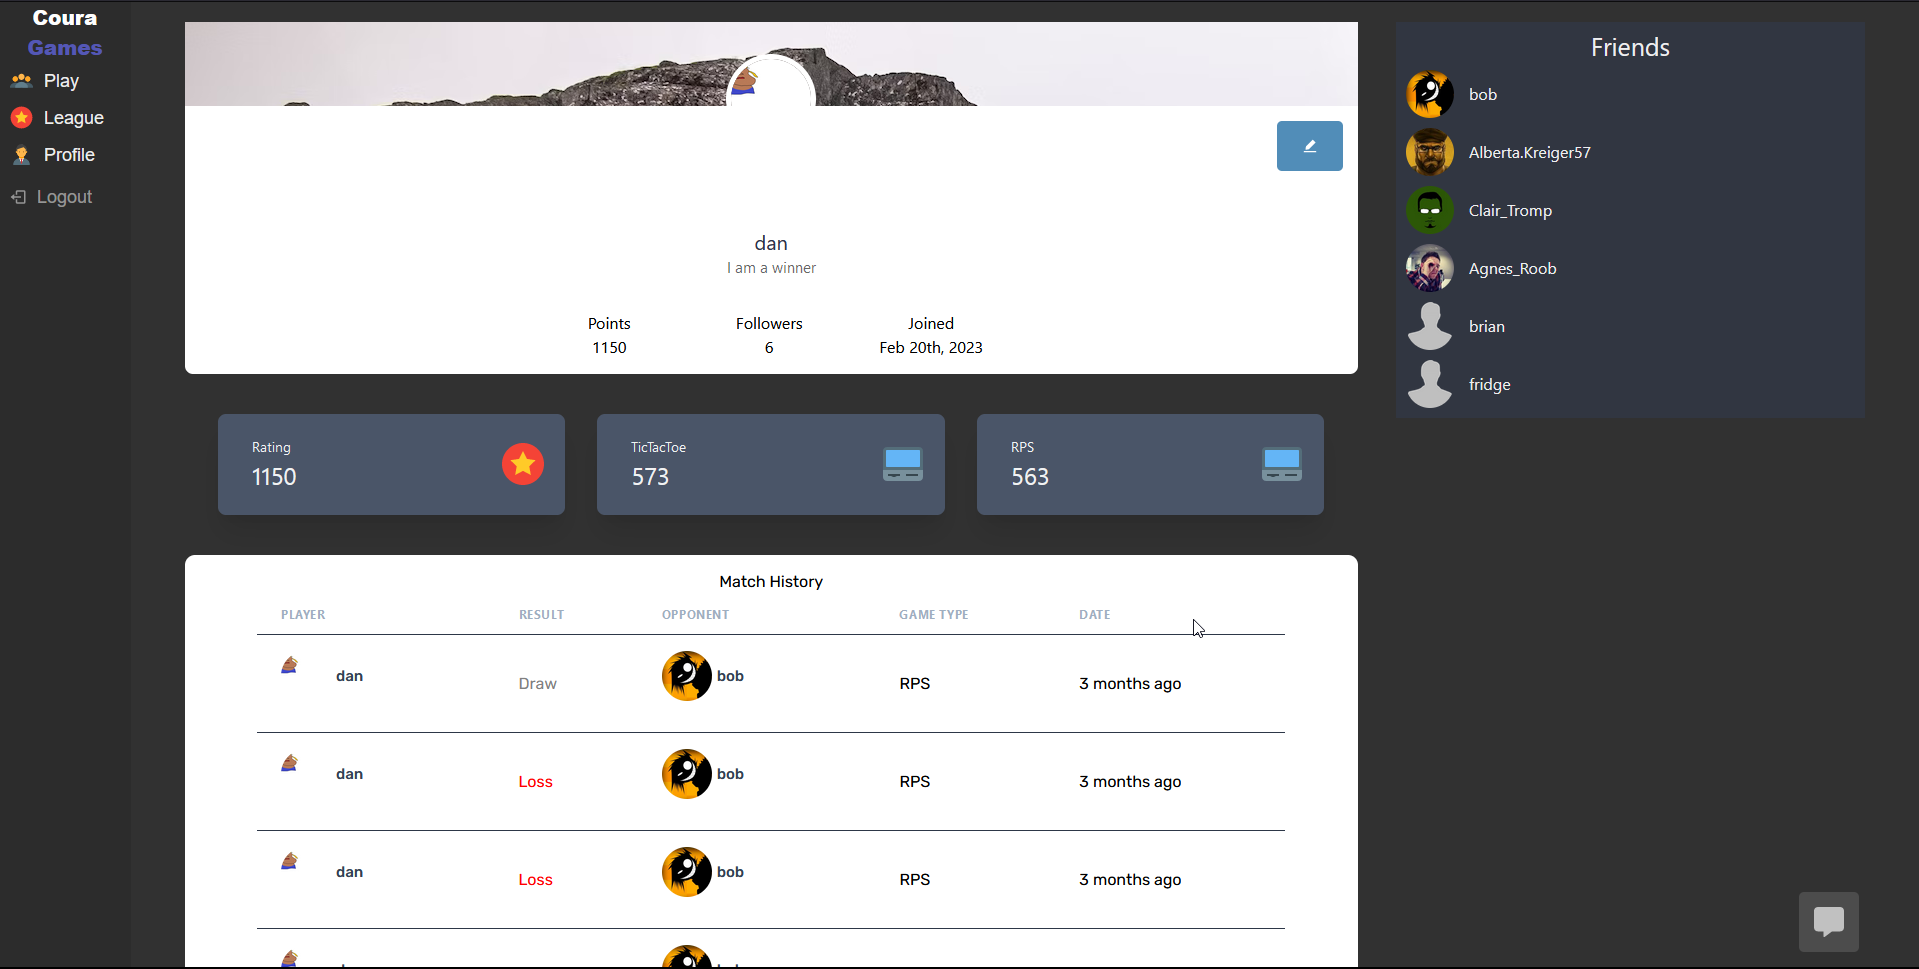 Coura
Games
Play
League
Profile
Logout
dan
I am a winner
Points Followers Joined
1150 6 Feb 20th, 2023
Rating
1150
TicTacToe
573
RPS
563
Match History
PLAYER RESULT OPPONENT GAME TYPE DATE
dan Draw bob RPS 3 months ago
dan Loss bob RPS 3 months ago
dan Loss bob RPS 3 months ago
Friends
bob
Alberta.Kreiger57
Clair_Tromp
Agnes_Roob
brian
fridge